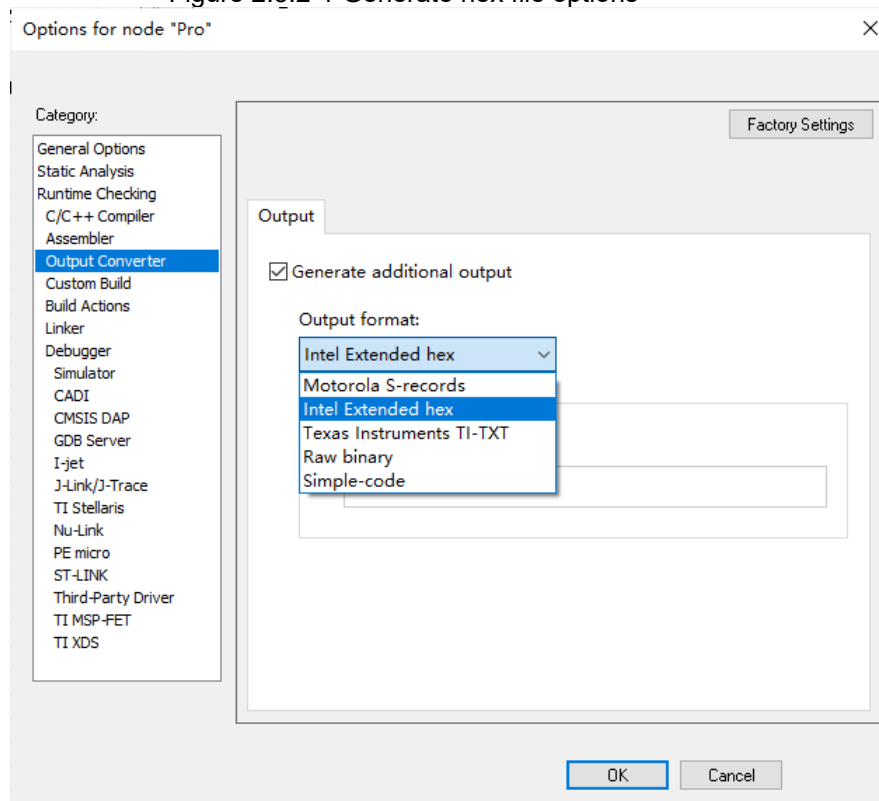 Options for node "Pro"
Category:
Factory Settings
General Options
Static Analysis
Runtime Checking
C/C++ Compiler
Assembler
Output Converter
Custom Build
Build Actions
Linker
Debugger
Simulator
CADI
CMSIS DAP
GDB Server
I-jet
J-Link/J-Trace
TI Stellaris
Nu-Link
PE micro
ST-LINK
Third-Party Driver
TI MSP-FET
TI XDS
Output
Generate additional output
Output format:
Intel Extended hex
Motorola S-records
Intel Extended hex
Texas Instruments TI-TXT
Raw binary
Simple-code
OK
Cancel